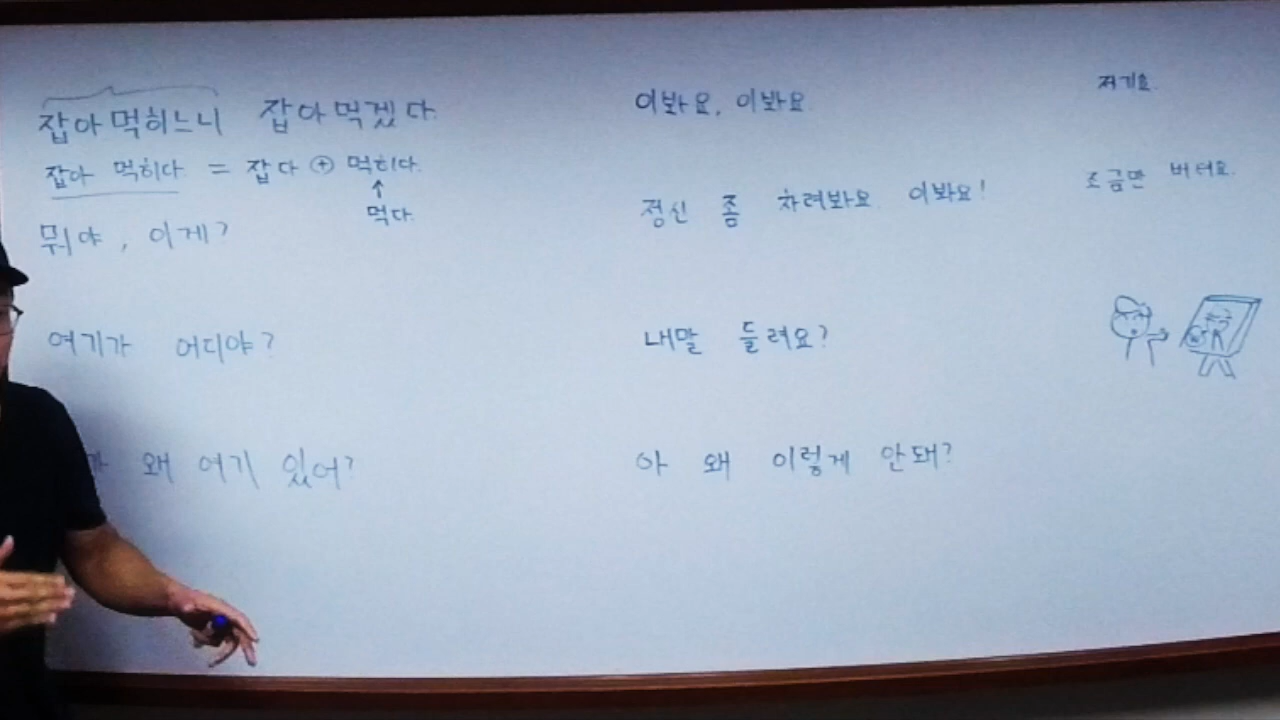 잡아먹히느니 잡아먹겠다.
잡아 먹히다 = 잡다 + 먹히다.
↑
먹다.
뭐야, 이게?
여기가 어디야?
왜 여기 있어?
이봐요, 이봐요.
정신 좀 차려봐요 이봐요!
내말 들려요?
아 왜 이렇게 안돼?
저기요.
조금만 버텨요.